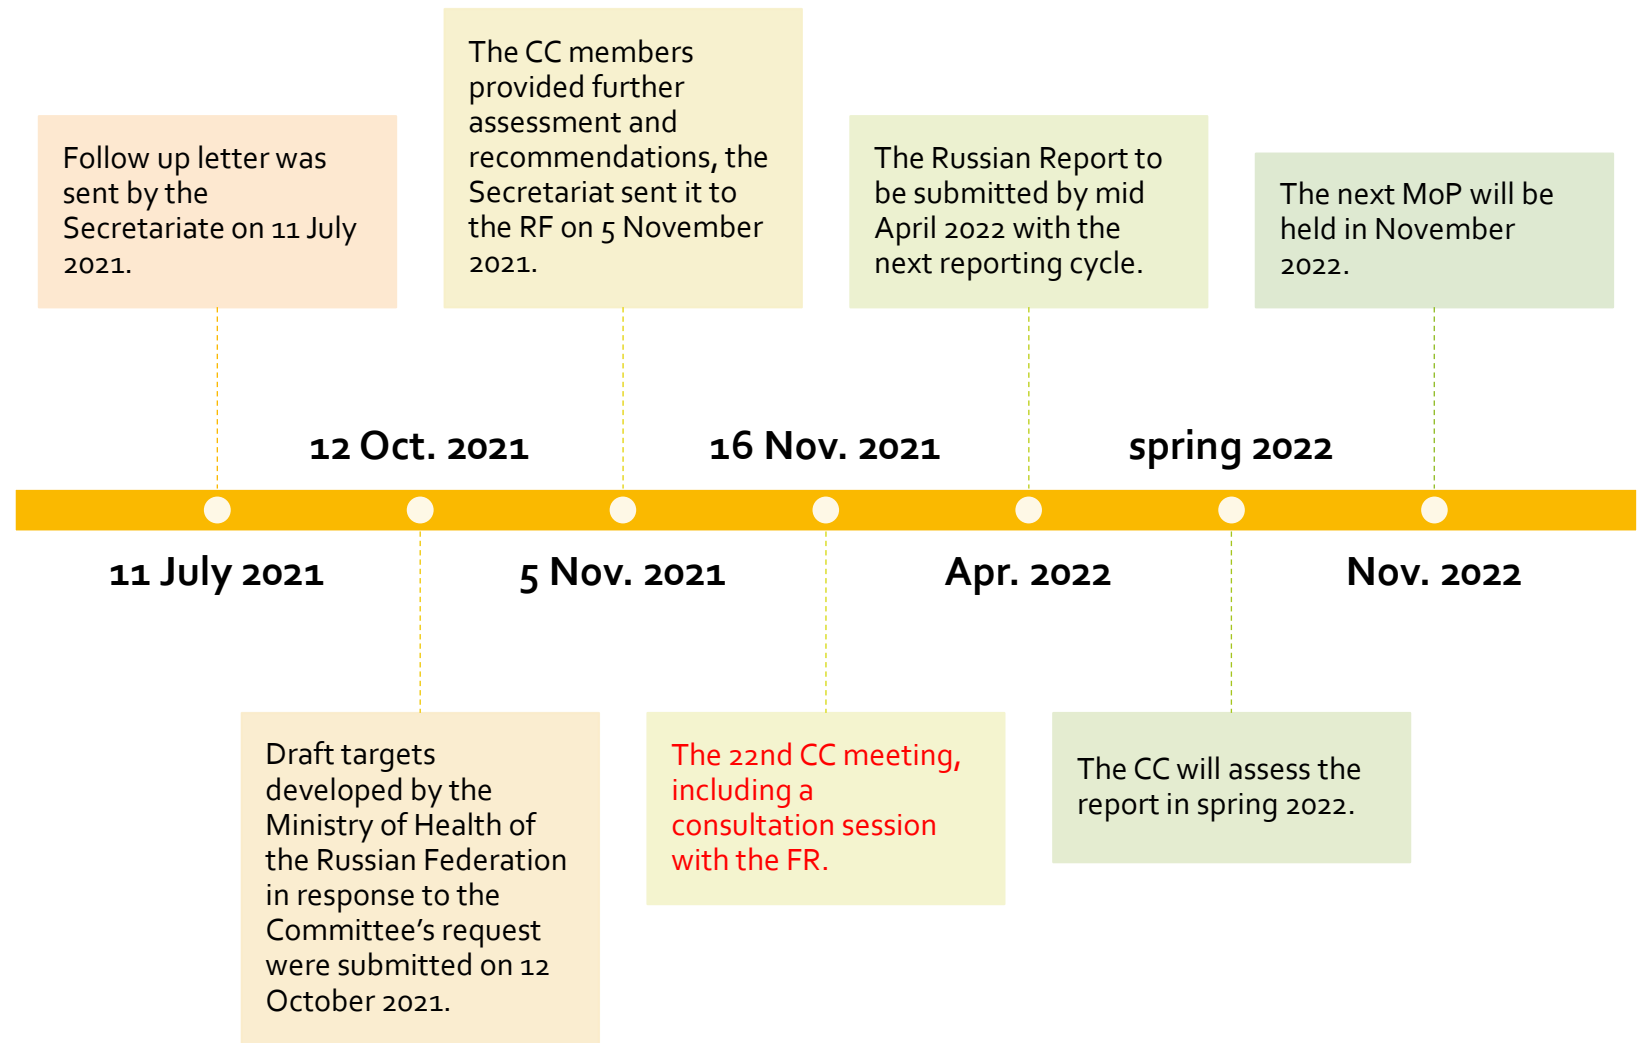 Follow up letter was
sent by the
Secretariate on 11 July
2021.
The CC members
provided further
assessment and
recommendations, the
Secretariat sent it to
the RF on 5 November
2021.
The Russian Report to
be submitted by mid
April 2022 with the
next reporting cycle.
The next MoP will be
held in November
2022.
12 Oct. 2021
16 Nov. 2021
spring 2022
11 July 2021
5 Nov. 2021
Apr. 2022
Nov. 2022
Draft targets
developed by the
Ministry of Health of
the Russian Federation
in response to the
Committee’s request
were submitted on 12
October 2021.
The 22nd CC meeting,
including a
consultation session
with the FR.
The CC will assess the
report in spring 2022.